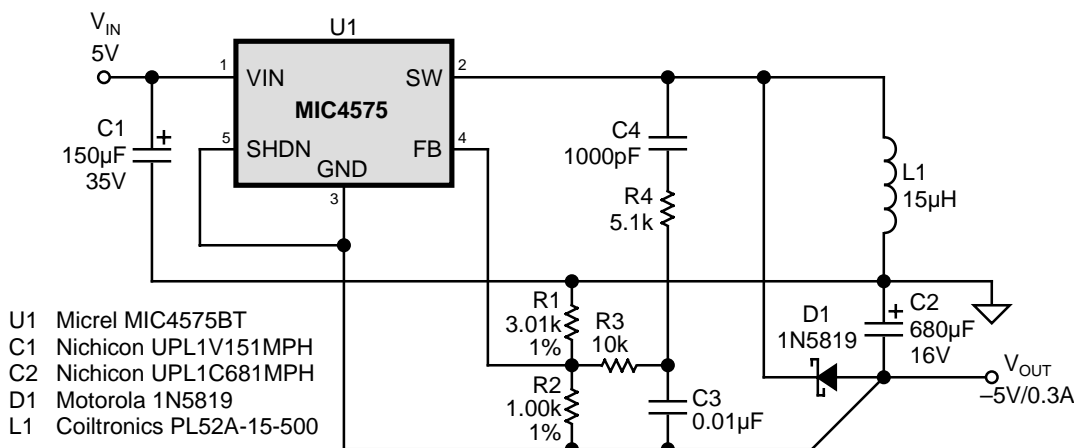 V_IN
5V
U1
1
VIN
SW
2
MIC4575
5
SHDN
FB
4
GND
3
C1
+
150µF
35V
C4
1000pF
R4
5.1k
L1
15µH
R1
3.01k
1%
R3
10k
R2
1.00k
1%
C3
0.01µF
D1
1N5819
+
C2
680µF
16V
V_OUT
–5V/0.3A
U1 Micrel MIC4575BT
C1 Nichicon UPL1V151MPH
C2 Nichicon UPL1C681MPH
D1 Motorola 1N5819
L1 Coiltronics PL52A-15-500